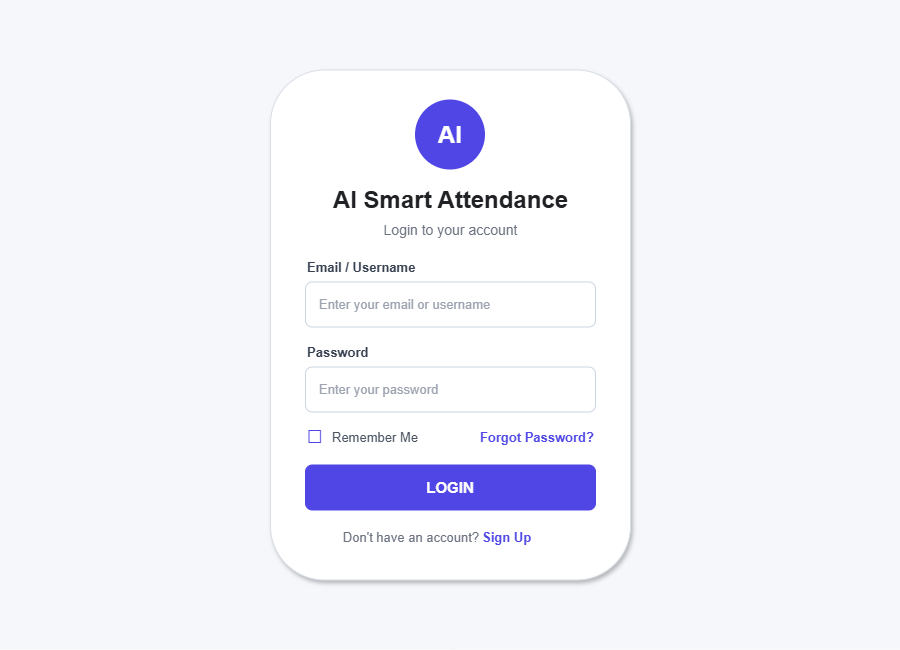 AI
AI Smart Attendance
Login to your account
Email / Username
Enter your email or username
Password
Enter your password
Remember Me Forgot Password?
LOGIN
Don't have an account? Sign Up